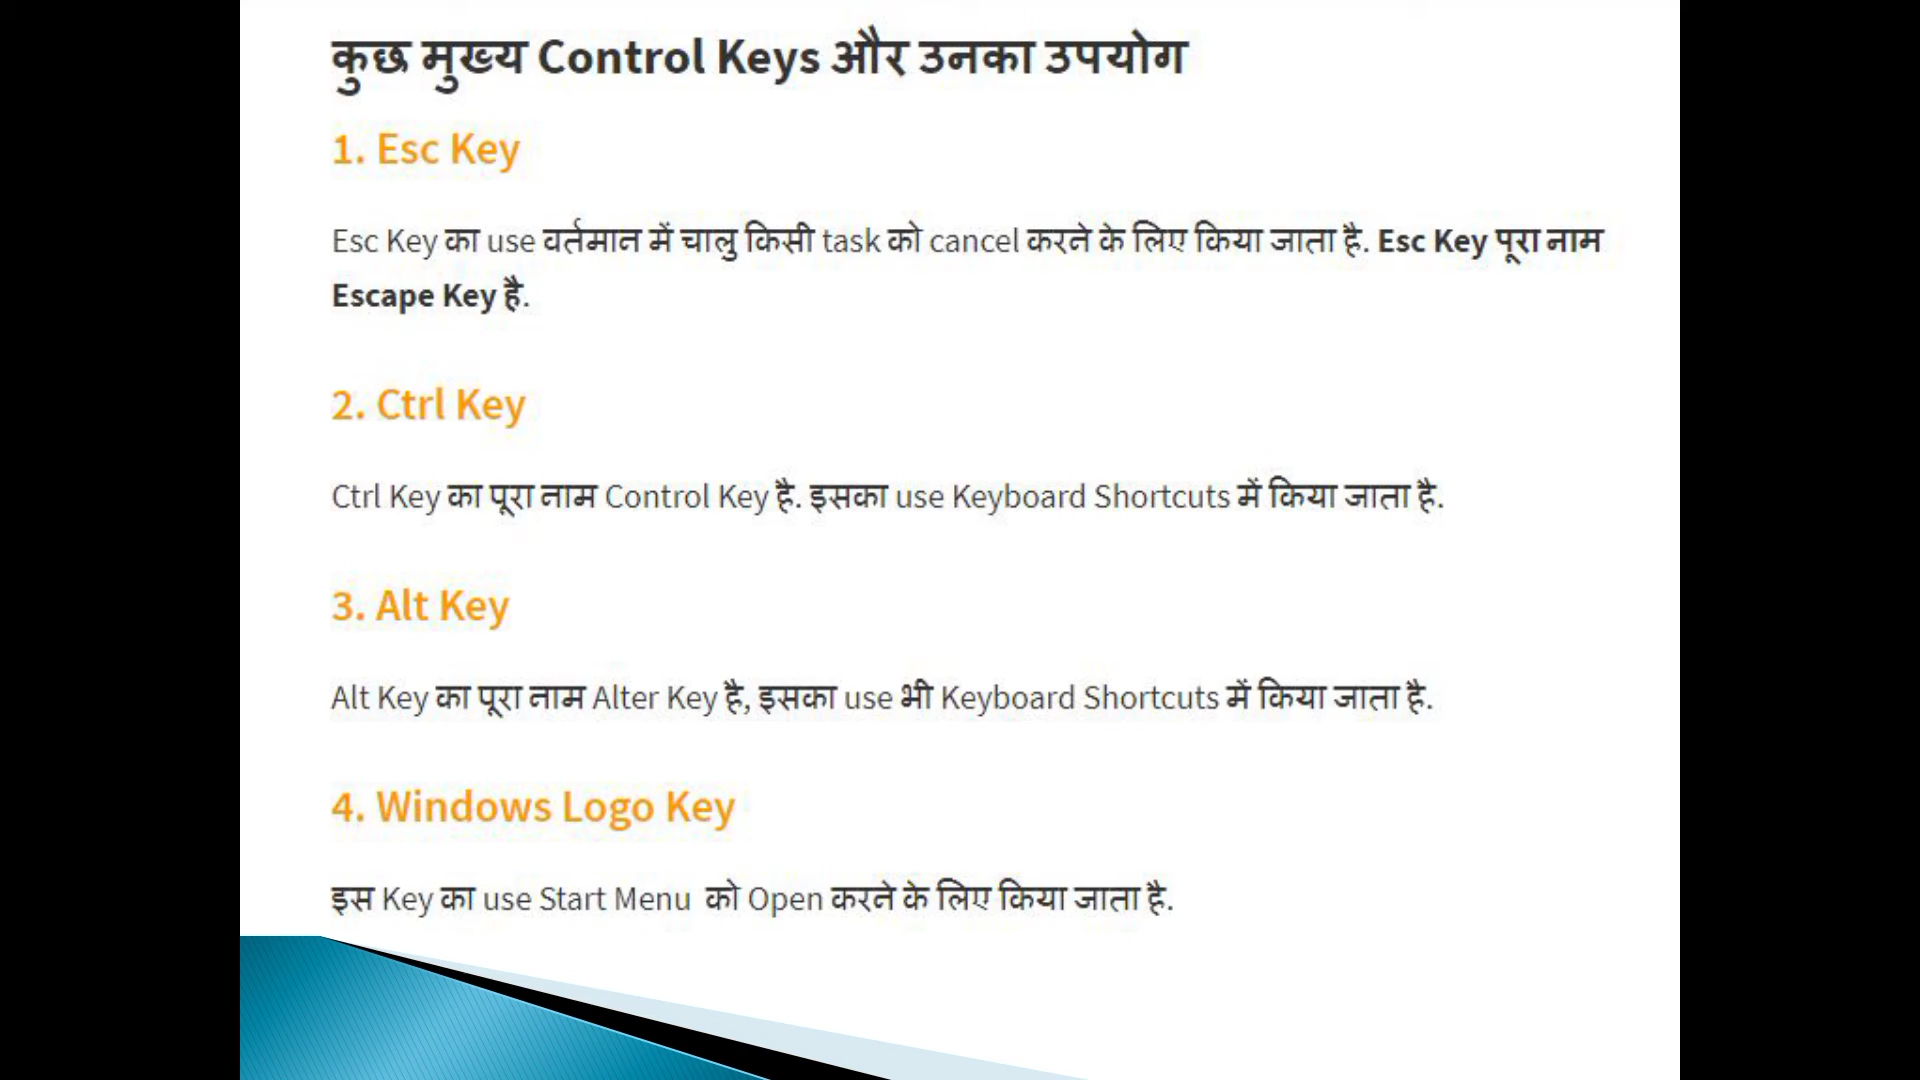 कुछ मुख्य Control Keys और उनका उपयोग
1. Esc Key
Esc Key का use वर्तमान में चालु किसी task को cancel करने के लिए किया जाता है. Esc Key पूरा नाम
Escape Key है.
2. Ctrl Key
Ctrl Key का पूरा नाम Control Key है. इसका use Keyboard Shortcuts में किया जाता है.
3. Alt Key
Alt Key का पूरा नाम Alter Key है, इसका use भी Keyboard Shortcuts में किया जाता है.
4. Windows Logo Key
इस Key का use Start Menu को Open करने के लिए किया जाता है.